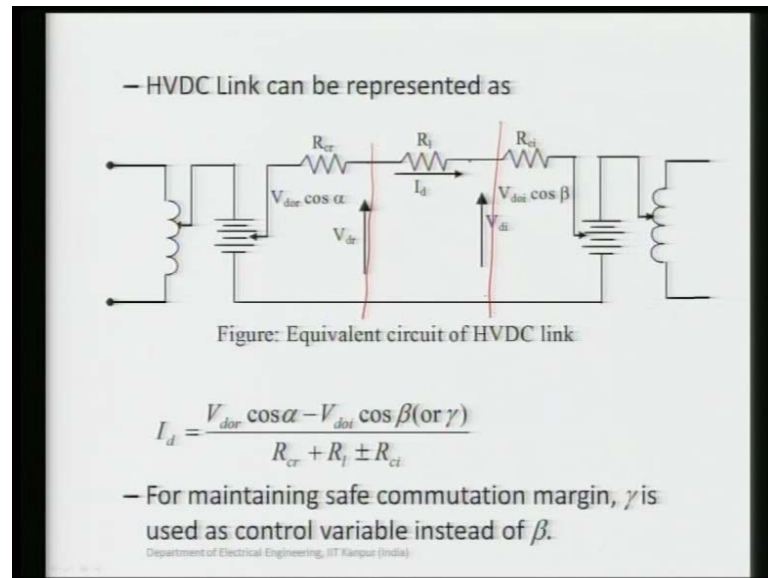 – HVDC Link can be represented as
R_cr R_l R_ci
V_dor cos α I_d V_doi cos β
V_dr V_di
Figure: Equivalent circuit of HVDC link
I_d = (V_dor cos α − V_doi cos β (or γ)) / (R_cr + R_l ± R_ci)
– For maintaining safe commutation margin, γ is
used as control variable instead of β.
Department of Electrical Engineering, IIT Kanpur (India)